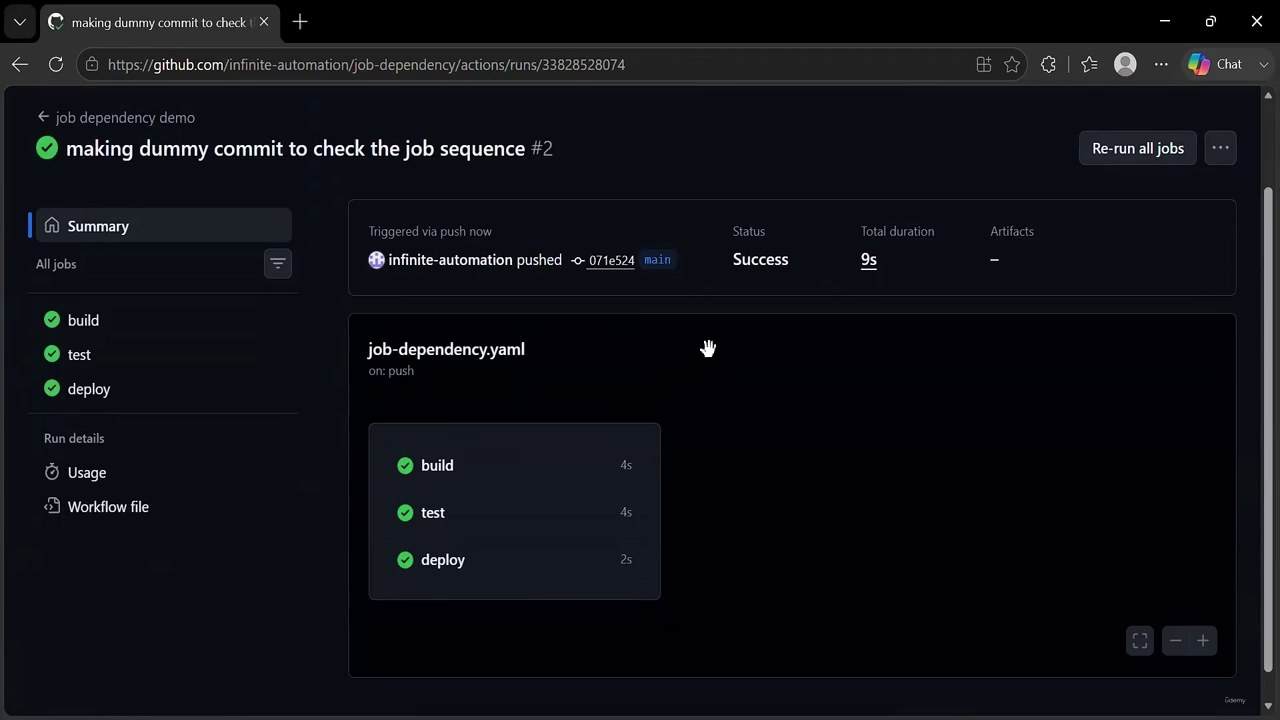 making dummy commit to check t
https://github.com/infinite-automation/job-dependency/actions/runs/33828528074
Chat
job dependency demo
making dummy commit to check the job sequence #2
Re-run all jobs
Summary
All jobs
build
test
deploy
Run details
Usage
Workflow file
Triggered via push now
infinite-automation pushed 071e524 main
Status
Success
Total duration
9s
Artifacts
–
job-dependency.yaml
on: push
build 4s
test 4s
deploy 2s
Udemy